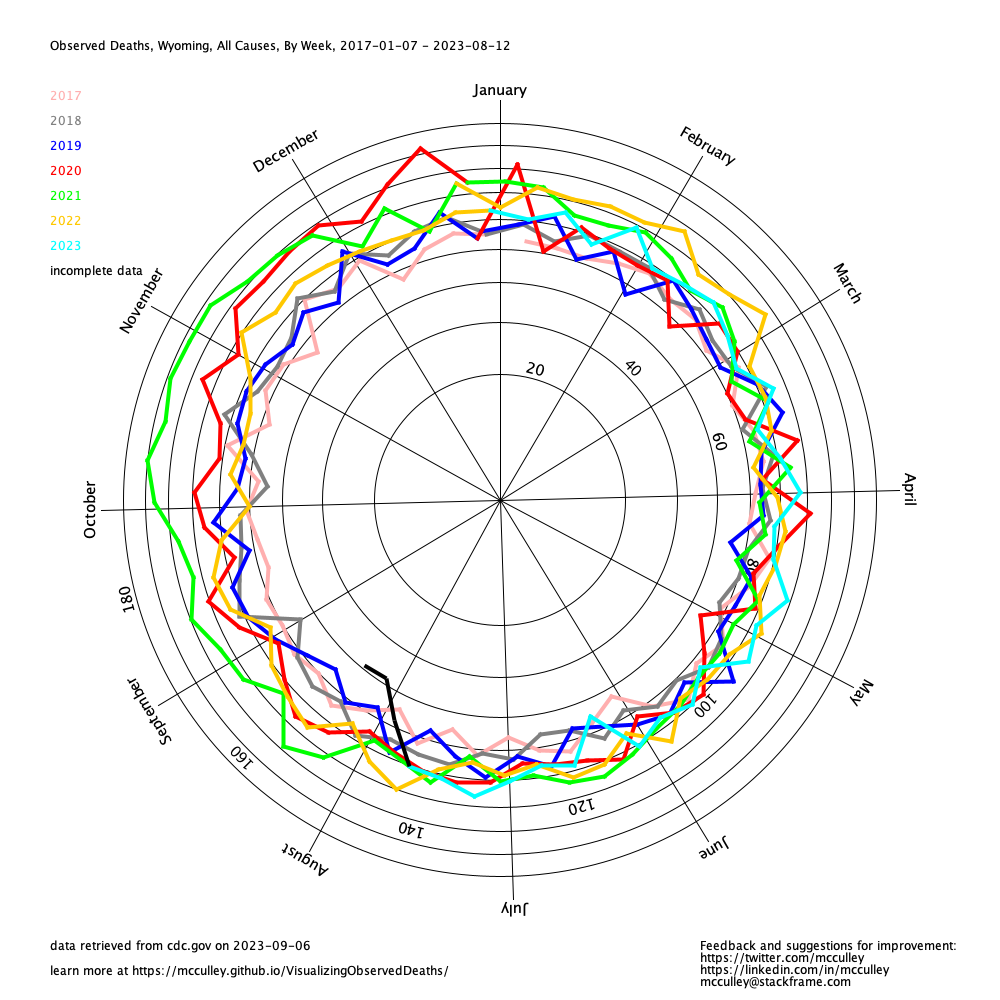 Observed Deaths, Wyoming, All Causes, By Week, 2017-01-07 - 2023-08-12
2017
2018
2019
2020
2021
2022
2023
incomplete data
January
February
March
April
May
June
July
August
September
October
November
December
20
40
60
80
100
120
140
160
180
data retrieved from cdc.gov on 2023-09-06
learn more at https://mcculley.github.io/VisualizingObservedDeaths/
Feedback and suggestions for improvement:
https://twitter.com/mcculley
https://linkedin.com/in/mcculley
mcculley@stackframe.com